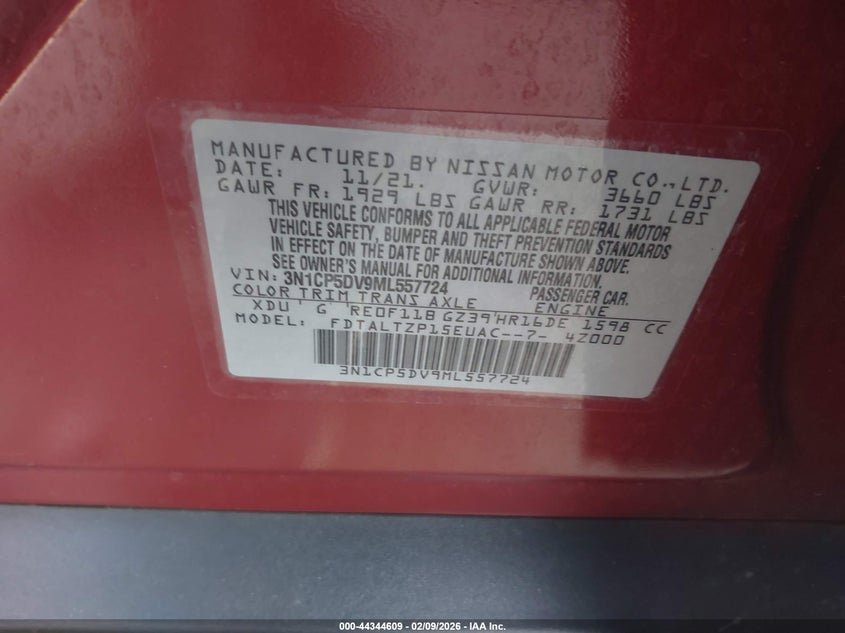 MANUFACTURED BY NISSAN MOTOR CO., LTD.
DATE: 11/21. GVWR: 3660 LBS
GAWR FR: 1929 LBS GAWR RR: 1731 LBS
THIS VEHICLE CONFORMS TO ALL APPLICABLE FEDERAL MOTOR
VEHICLE SAFETY, BUMPER AND THEFT PREVENTION STANDARDS
IN EFFECT ON THE DATE OF MANUFACTURE SHOWN ABOVE.
SEE OWNER'S MANUAL FOR ADDITIONAL INFORMATION.
VIN: 3N1CP5DV9ML557724 PASSENGER CAR.
COLOR TRIM TRANS AXLE ENGINE
XDU G RE0F11B GZ39 HR16DE 1598 CC
MODEL: FDTALTZP15EUAC--7- 4Z000
3N1CP5DV9ML557724
000-44344609 | 02/09/2026 - IAA Inc.